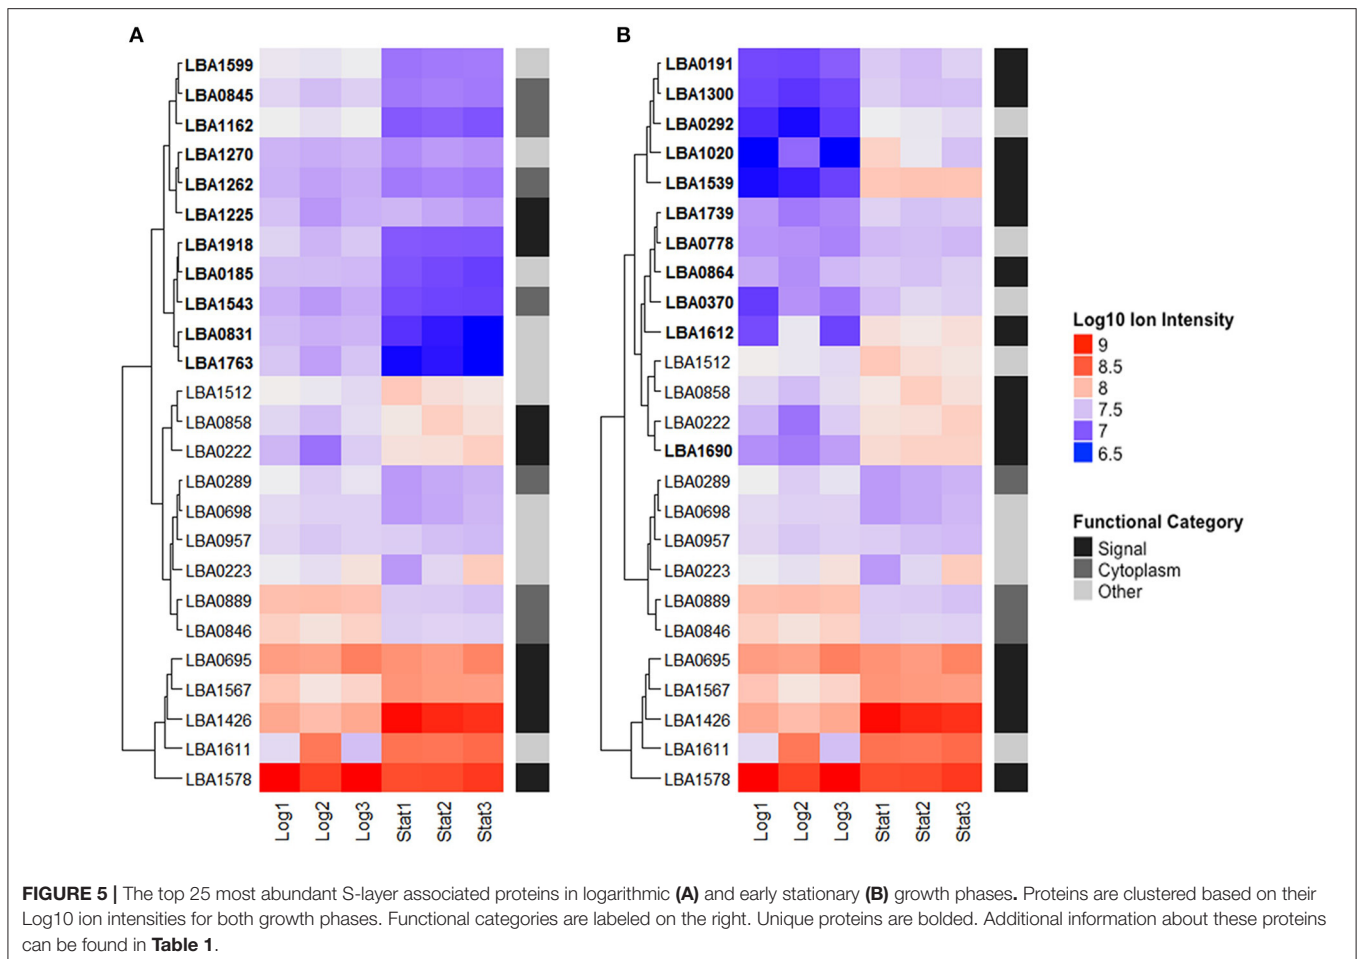 A
LBA1599
LBA0845
LBA1162
LBA1270
LBA1262
LBA1225
LBA1918
LBA0185
LBA1543
LBA0831
LBA1763
LBA1512
LBA0858
LBA0222
LBA0289
LBA0698
LBA0957
LBA0223
LBA0889
LBA0846
LBA0695
LBA1567
LBA1426
LBA1611
LBA1578
Log1
Log2
Log3
Stat1
Stat2
Stat3
B
LBA0191
LBA1300
LBA0292
LBA1020
LBA1539
LBA1739
LBA0778
LBA0864
LBA0370
LBA1612
LBA1512
LBA0858
LBA0222
LBA1690
LBA0289
LBA0698
LBA0957
LBA0223
LBA0889
LBA0846
LBA0695
LBA1567
LBA1426
LBA1611
LBA1578
Log1
Log2
Log3
Stat1
Stat2
Stat3
Log10 Ion Intensity
9
8.5
8
7.5
7
6.5
Functional Category
Signal
Cytoplasm
Other
FIGURE 5 | The top 25 most abundant S-layer associated proteins in logarithmic (A) and early stationary (B) growth phases. Proteins are clustered based on their
Log10 ion intensities for both growth phases. Functional categories are labeled on the right. Unique proteins are bolded. Additional information about these proteins
can be found in Table 1.